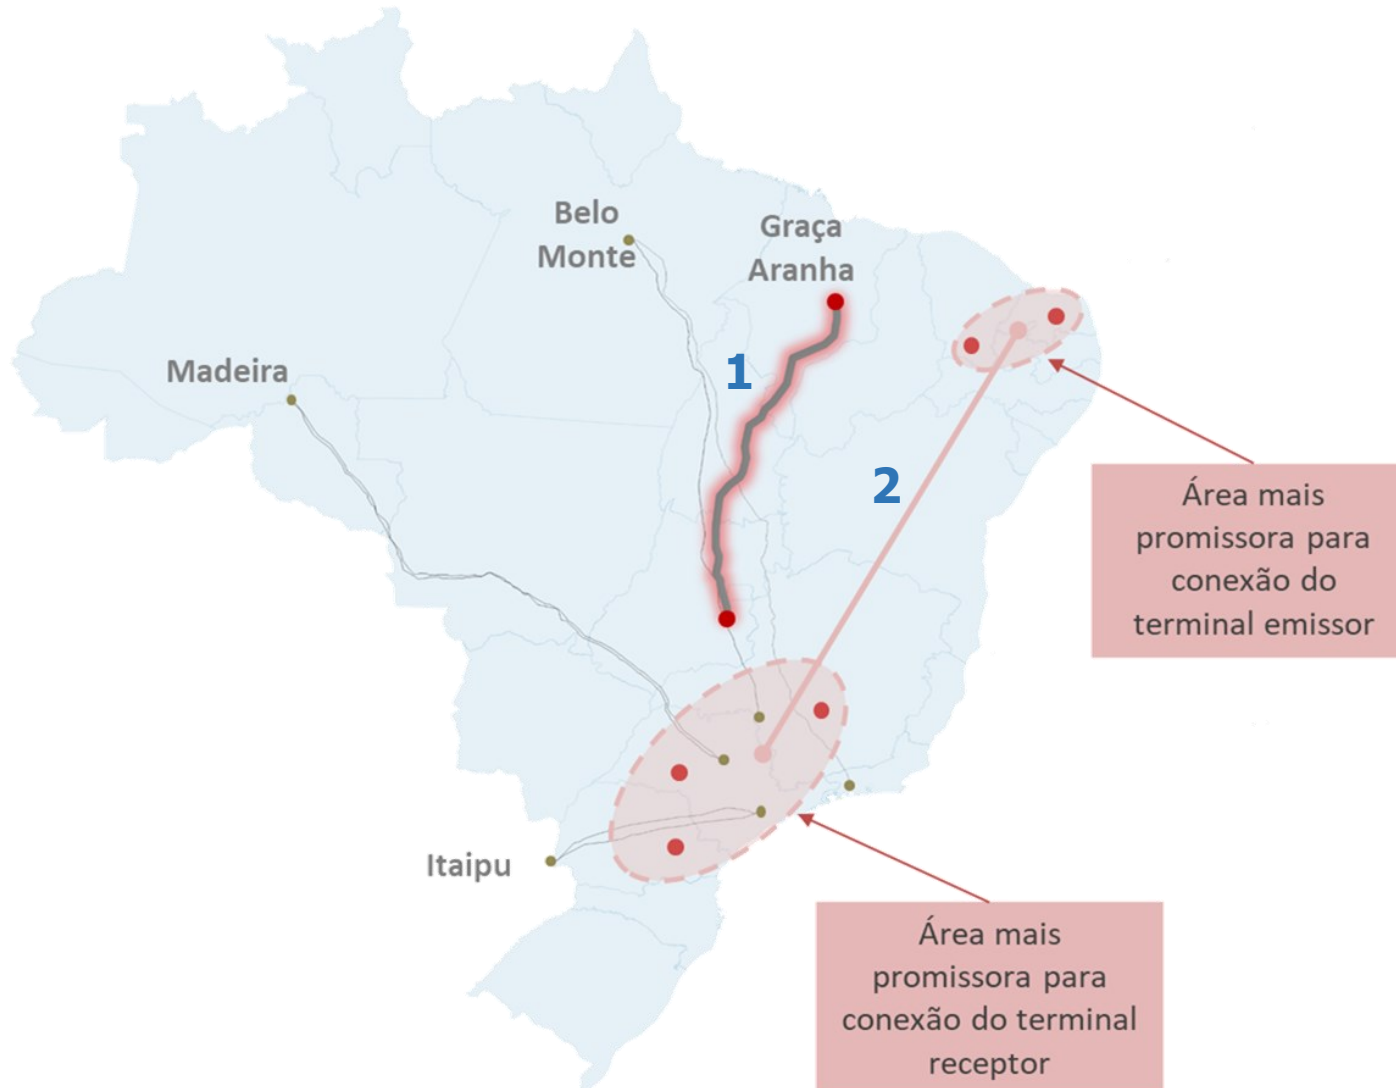 Belo
Monte
Graça
Aranha
Madeira
1
2
Área mais
promissora para
conexão do
terminal emissor
Itaipu
Área mais
promissora para
conexão do terminal
receptor